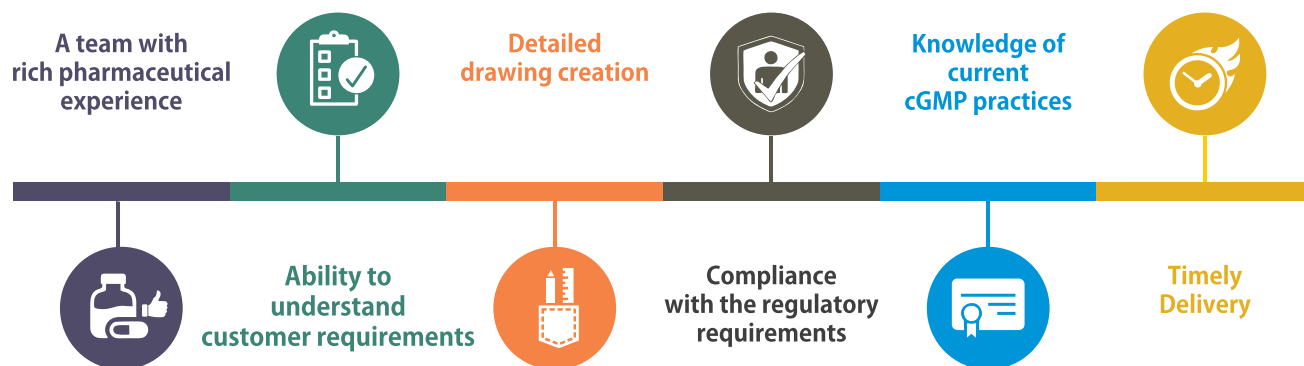 A team with
rich pharmaceutical
experience
Ability to
understand
customer requirements
Detailed
drawing creation
Compliance
with the regulatory
requirements
Knowledge of
current
cGMP practices
Timely
Delivery